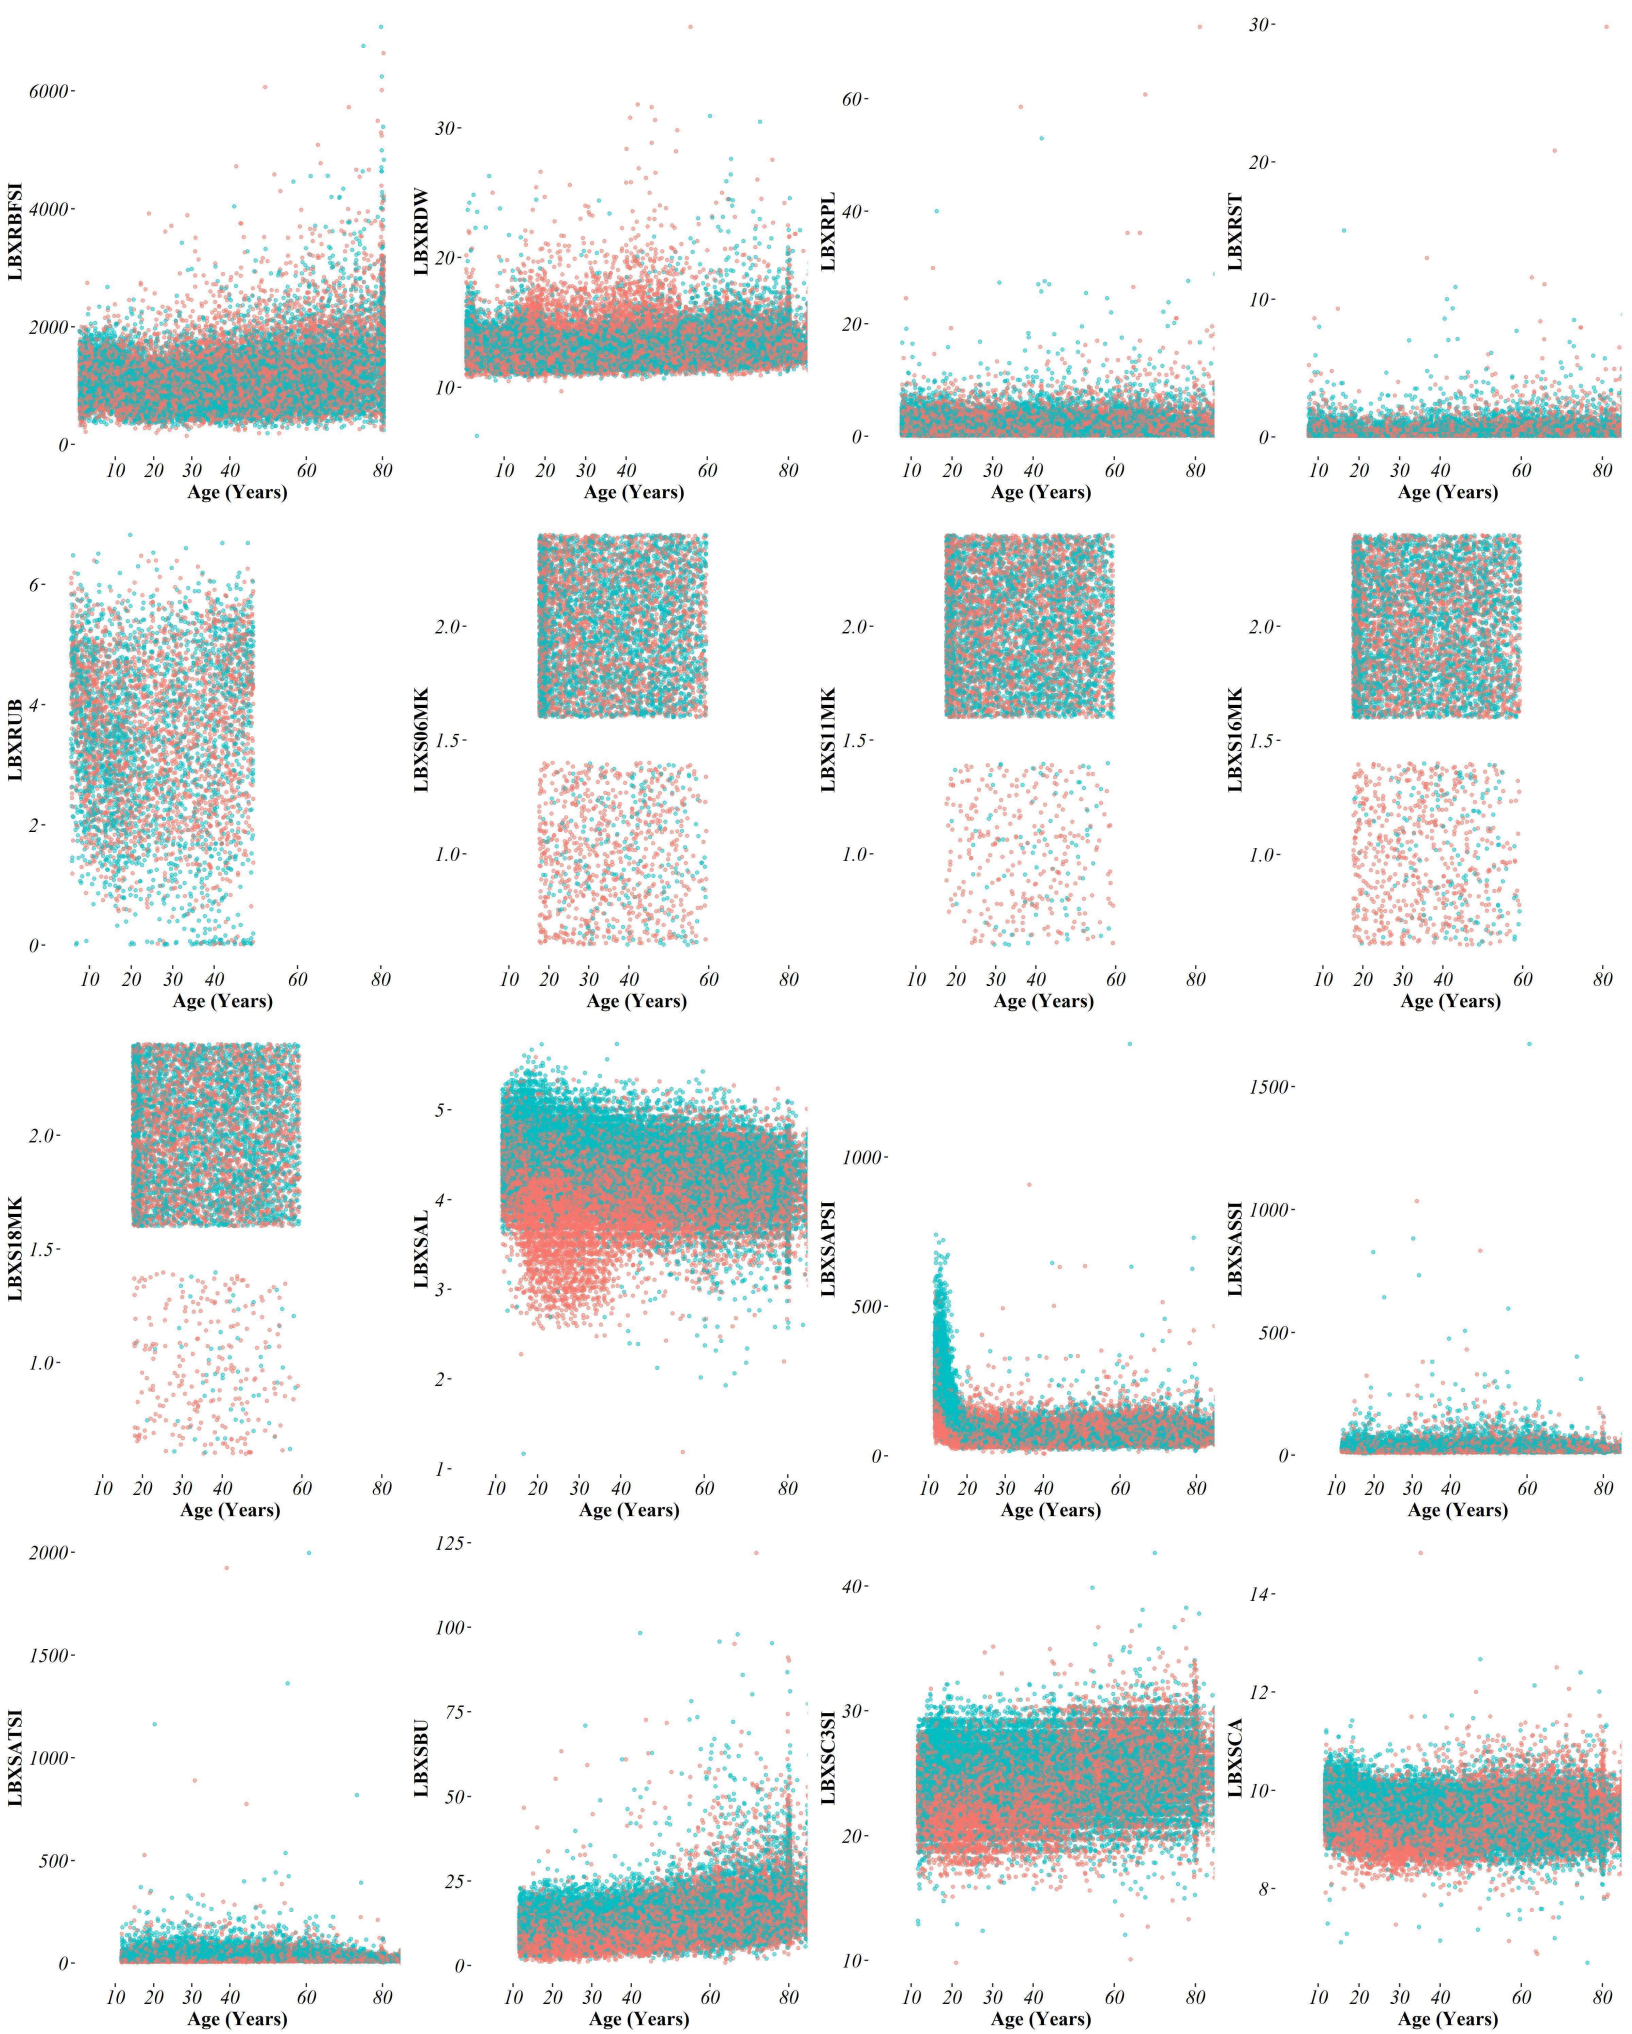 LBXRBFSI
6000
4000
2000
0
10 20 30 40 60 80
Age (Years)
LBXRDW
30
20
10
10 20 30 40 60 80
Age (Years)
LBXRPL
60
40
20
0
10 20 30 40 60 80
Age (Years)
LBXRST
30
20
10
0
10 20 30 40 60 80
Age (Years)
LBXRUB
6
4
2
0
10 20 30 40 60 80
Age (Years)
LBXS06MK
2.0
1.5
1.0
10 20 30 40 60 80
Age (Years)
LBXS11MK
2.0
1.5
1.0
10 20 30 40 60 80
Age (Years)
LBXS16MK
2.0
1.5
1.0
10 20 30 40 60 80
Age (Years)
LBXS18MK
2.0
1.5
1.0
10 20 30 40 60 80
Age (Years)
LBXSAL
5
4
3
2
1
10 20 30 40 60 80
Age (Years)
LBXSAPSI
1000
500
0
10 20 30 40 60 80
Age (Years)
LBXSASSI
1500
1000
500
0
10 20 30 40 60 80
Age (Years)
LBXSATSI
2000
1500
1000
500
0
10 20 30 40 60 80
Age (Years)
LBXSBU
125
100
75
50
25
0
10 20 30 40 60 80
Age (Years)
LBXSC3SI
40
30
20
10
10 20 30 40 60 80
Age (Years)
LBXSCA
14
12
10
8
10 20 30 40 60 80
Age (Years)